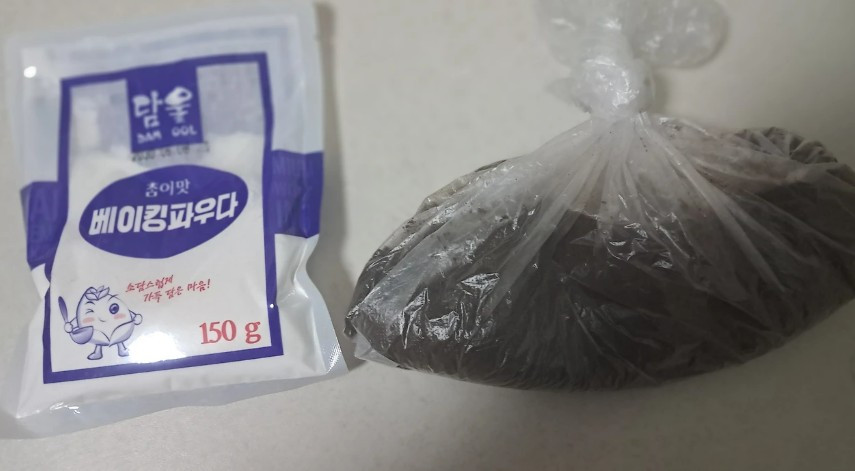 담울
DAM OOL
춤이맛
베이킹파우다
소담스럽게
가득 담은 마음!
150 g